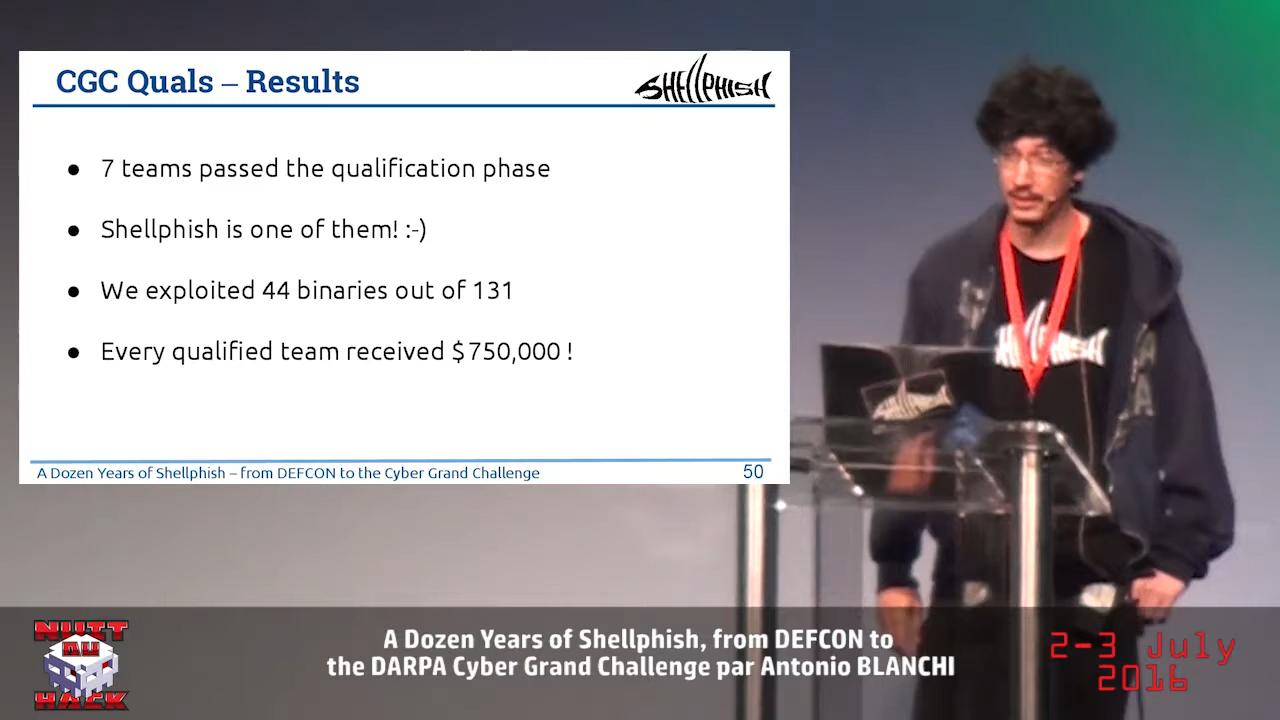 CGC Quals – Results
SHELLPHISH
● 7 teams passed the qualification phase
● Shellphish is one of them! :-)
● We exploited 44 binaries out of 131
● Every qualified team received $750,000 !
A Dozen Years of Shellphish – from DEFCON to the Cyber Grand Challenge
50
SHELLPHISH
NUIT
DU
HACK
A Dozen Years of Shellphish, from DEFCON to
the DARPA Cyber Grand Challenge par Antonio BLANCHI
2-3 July
2016